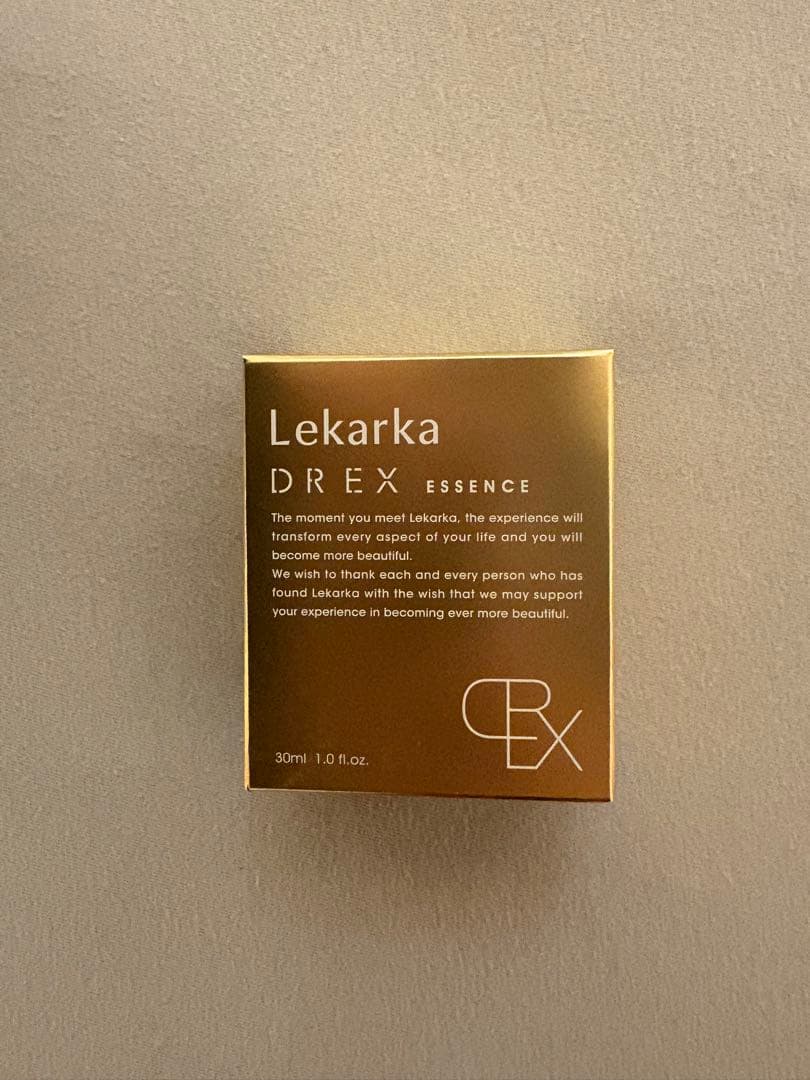 Lekarka
DREX ESSENCE
The moment you meet Lekarka, the experience will
transform every aspect of your life and you will
become more beautiful.
We wish to thank each and every person who has
found Lekarka with the wish that we may support
your experience in becoming ever more beautiful.
DREX
30ml 1.0 fl.oz.